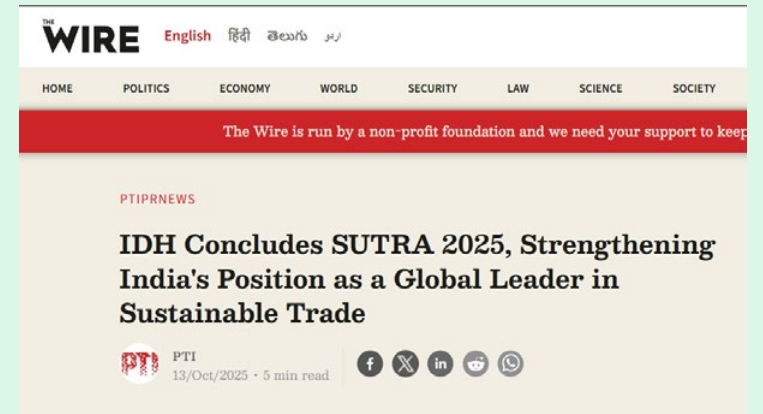 THE
WIRE
English हिंदी తెలుగు اردو
HOME POLITICS ECONOMY WORLD SECURITY LAW SCIENCE SOCIETY
The Wire is run by a non-profit foundation and we need your support to keep
PTIPRNEWS
IDH Concludes SUTRA 2025, Strengthening
India's Position as a Global Leader in
Sustainable Trade
PTI
PTI
13/Oct/2025 • 5 min read